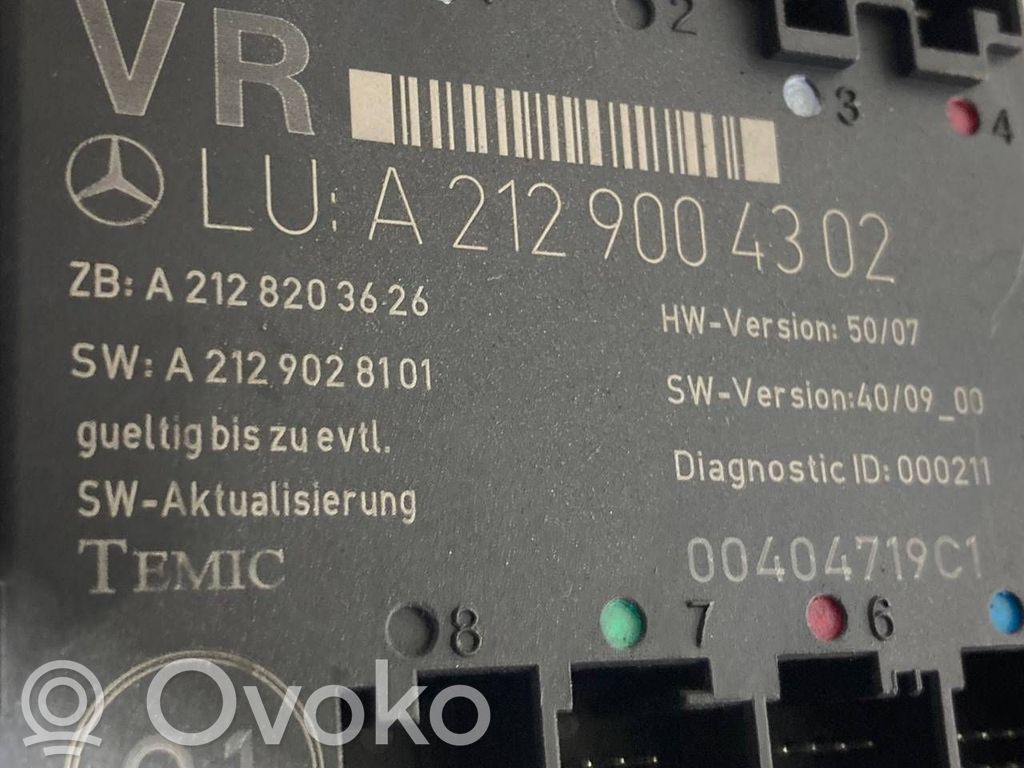 2
VR
3
4
LU: A 212 900 43 02
ZB: A 212 820 36 26
HW-Version: 50/07
SW: A 212 902 81 01
SW-Version:40/09_00
gueltig bis zu evtl.
Diagnostic ID: 000211
SW-Aktualisierung
TEMIC
00404719C1
8
7
6
Ovoko